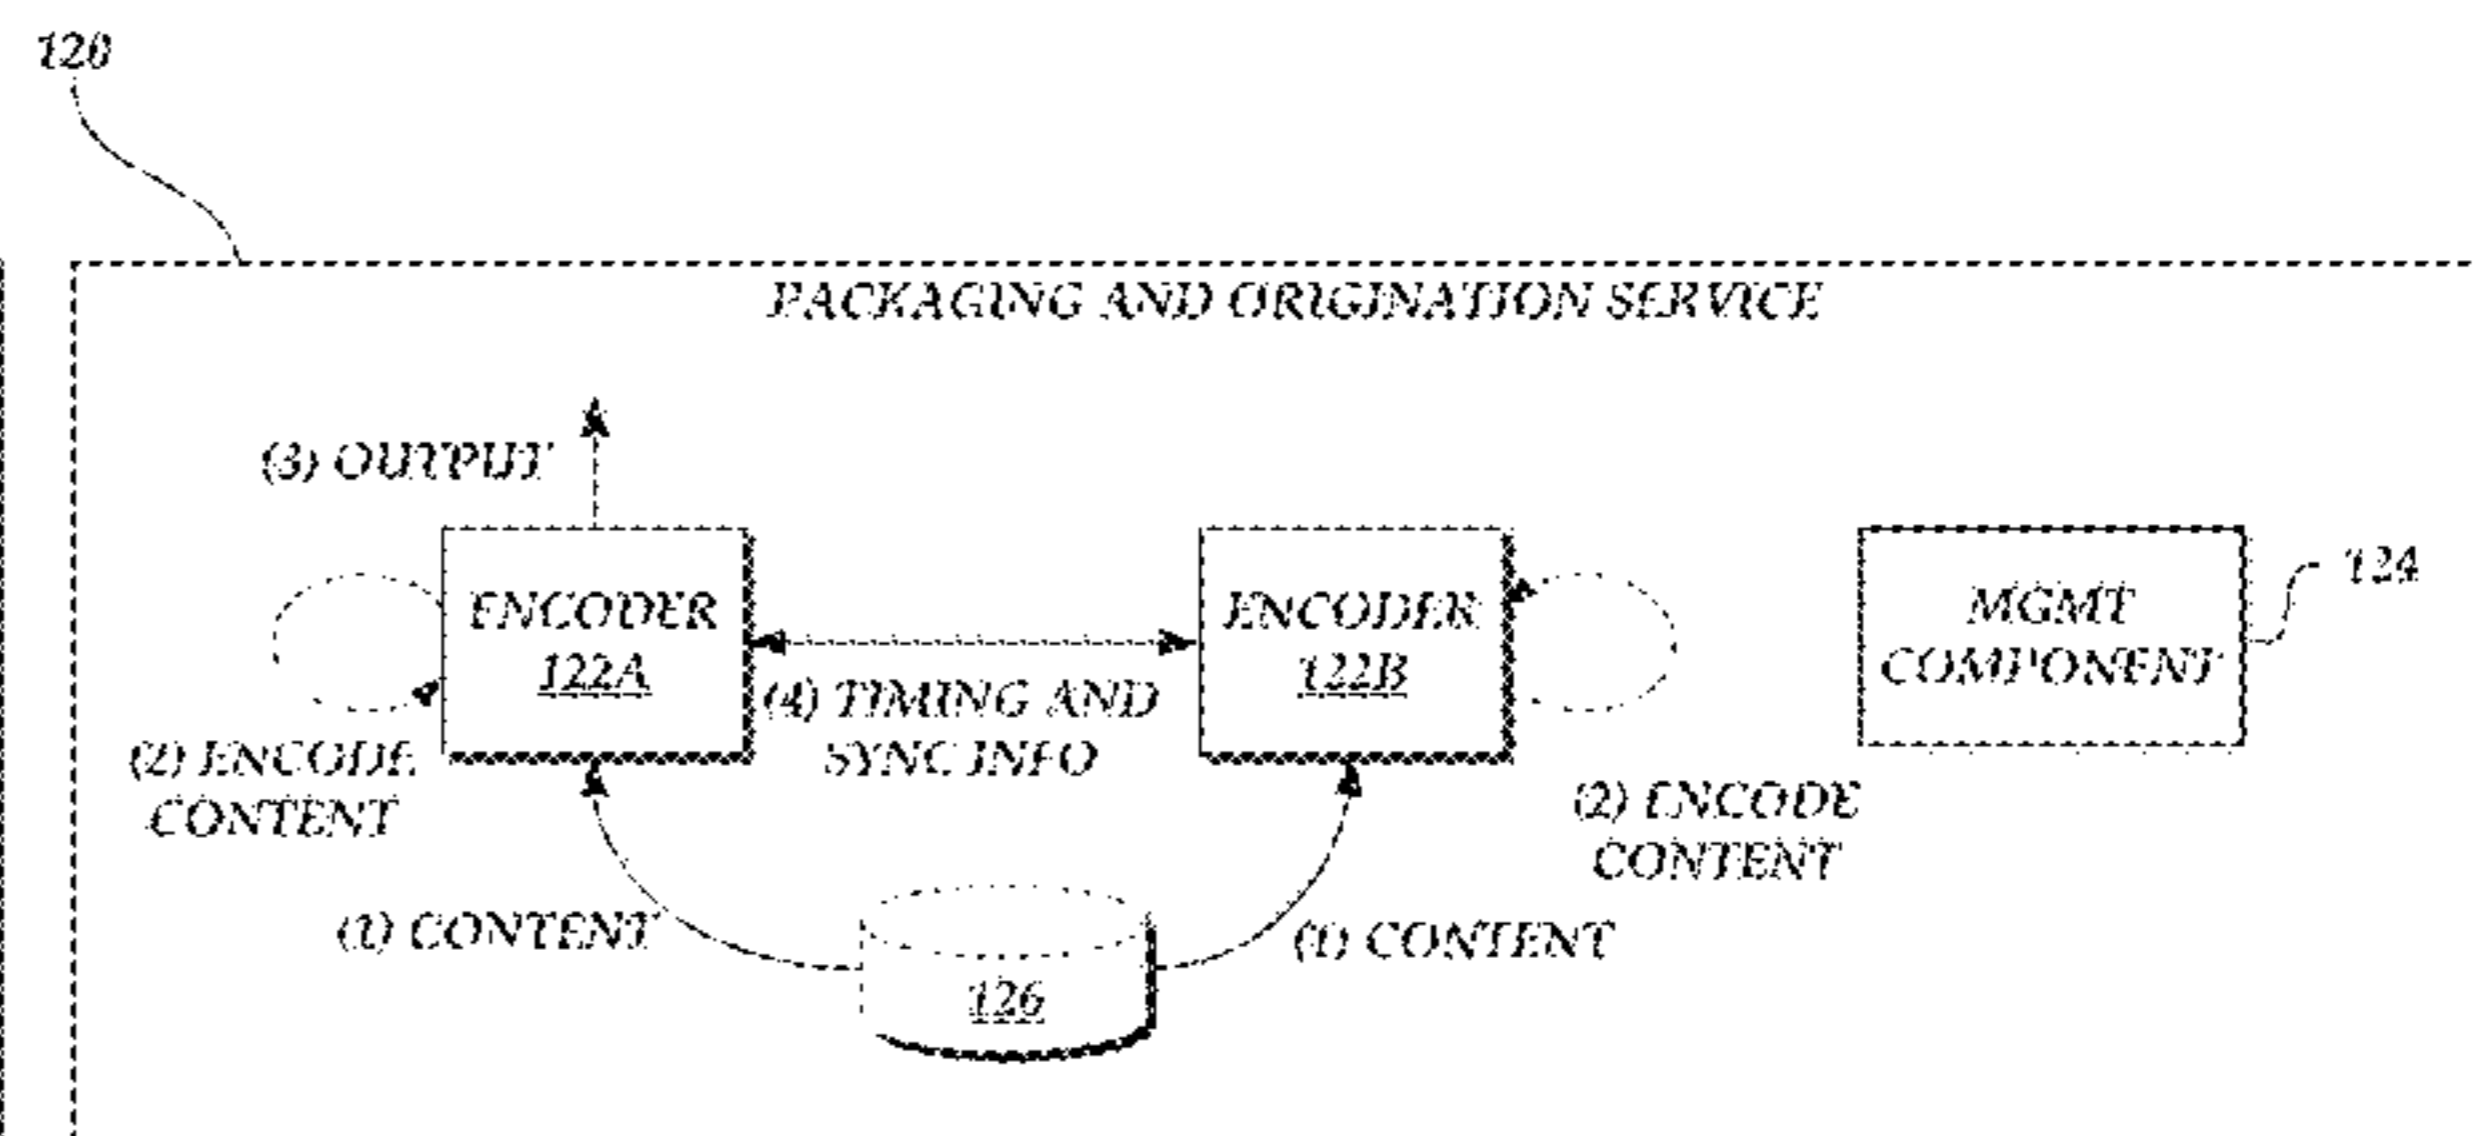 120
PACKAGING AND ORIGINATION SERVICE
(3) OUTPUT
ENCODER
122A
ENCODER
122B
MGMT
COMPONENT
124
(4) TIMING AND
SYNC INFO
(2) ENCODE
CONTENT
(2) ENCODE
CONTENT
(1) CONTENT
(1) CONTENT
126